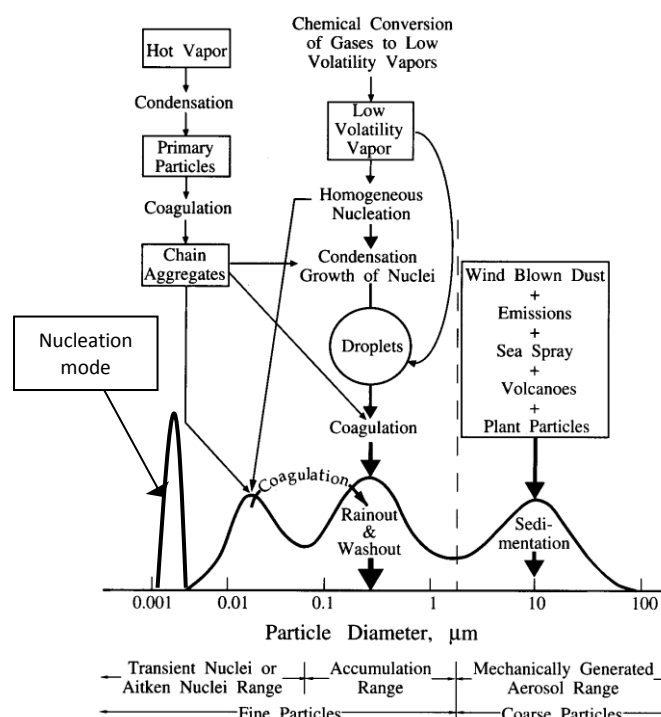 Hot Vapor
Condensation
Primary
Particles
Coagulation
Chain
Aggregates
Chemical Conversion
of Gases to Low
Volatility Vapors
Low
Volatility
Vapor
Homogeneous
Nucleation
Condensation
Growth of Nuclei
Droplets
Coagulation
Wind Blown Dust
+
Emissions
+
Sea Spray
+
Volcanoes
+
Plant Particles
Nucleation
mode
Coagulation
Rainout
&
Washout
Sedi-
mentation
0.001 0.01 0.1 1 10 100
Particle Diameter, μm
Transient Nuclei or
Aitken Nuclei Range
Accumulation
Range
Mechanically Generated
Aerosol Range
Fine Particles
Coarse Particles